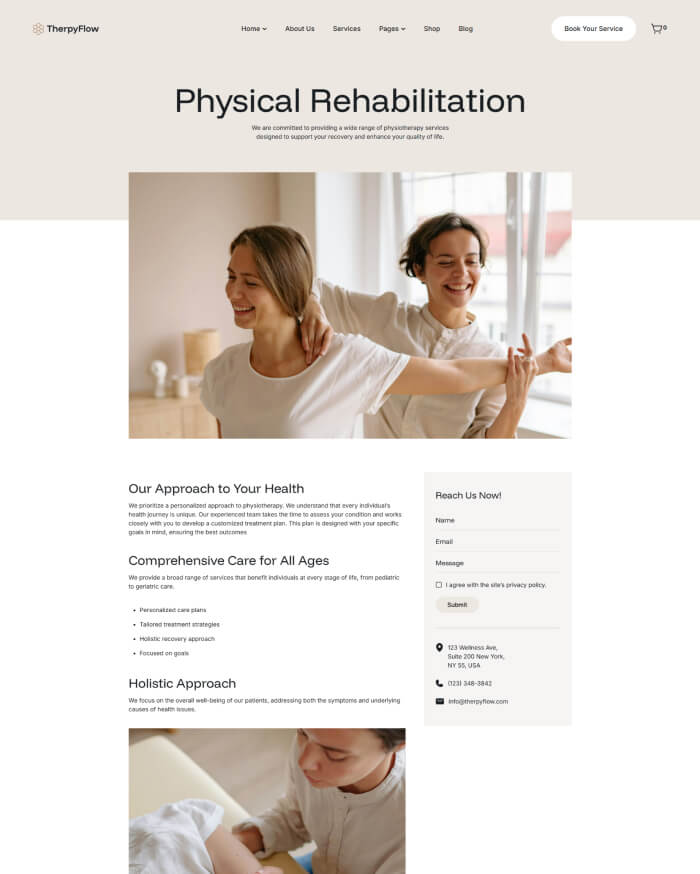 TherpyFlow
Home
About Us
Services
Pages
Shop
Blog
Book Your Service
0
Physical Rehabilitation
We are committed to providing a wide range of physiotherapy services
designed to support your recovery and enhance your quality of life.
Our Approach to Your Health
We prioritize a personalized approach to physiotherapy. We understand that every individual's
health journey is unique. Our experienced team takes the time to assess your condition and works
closely with you to develop a customized treatment plan. This plan is designed with your specific
goals in mind, ensuring the best outcomes
Comprehensive Care for All Ages
We provide a broad range of services that benefit individuals at every stage of life, from pediatric
to geriatric care.
Personalized care plans
Tailored treatment strategies
Holistic recovery approach
Focused on goals
Holistic Approach
We focus on the overall well-being of our patients, addressing both the symptoms and underlying
causes of health issues.
Reach Us Now!
Name
Email
Message
I agree with the site's privacy policy.
Submit
123 Wellness Ave,
Suite 200 New York,
NY 55, USA
(123) 348-3842
info@therpyflow.com